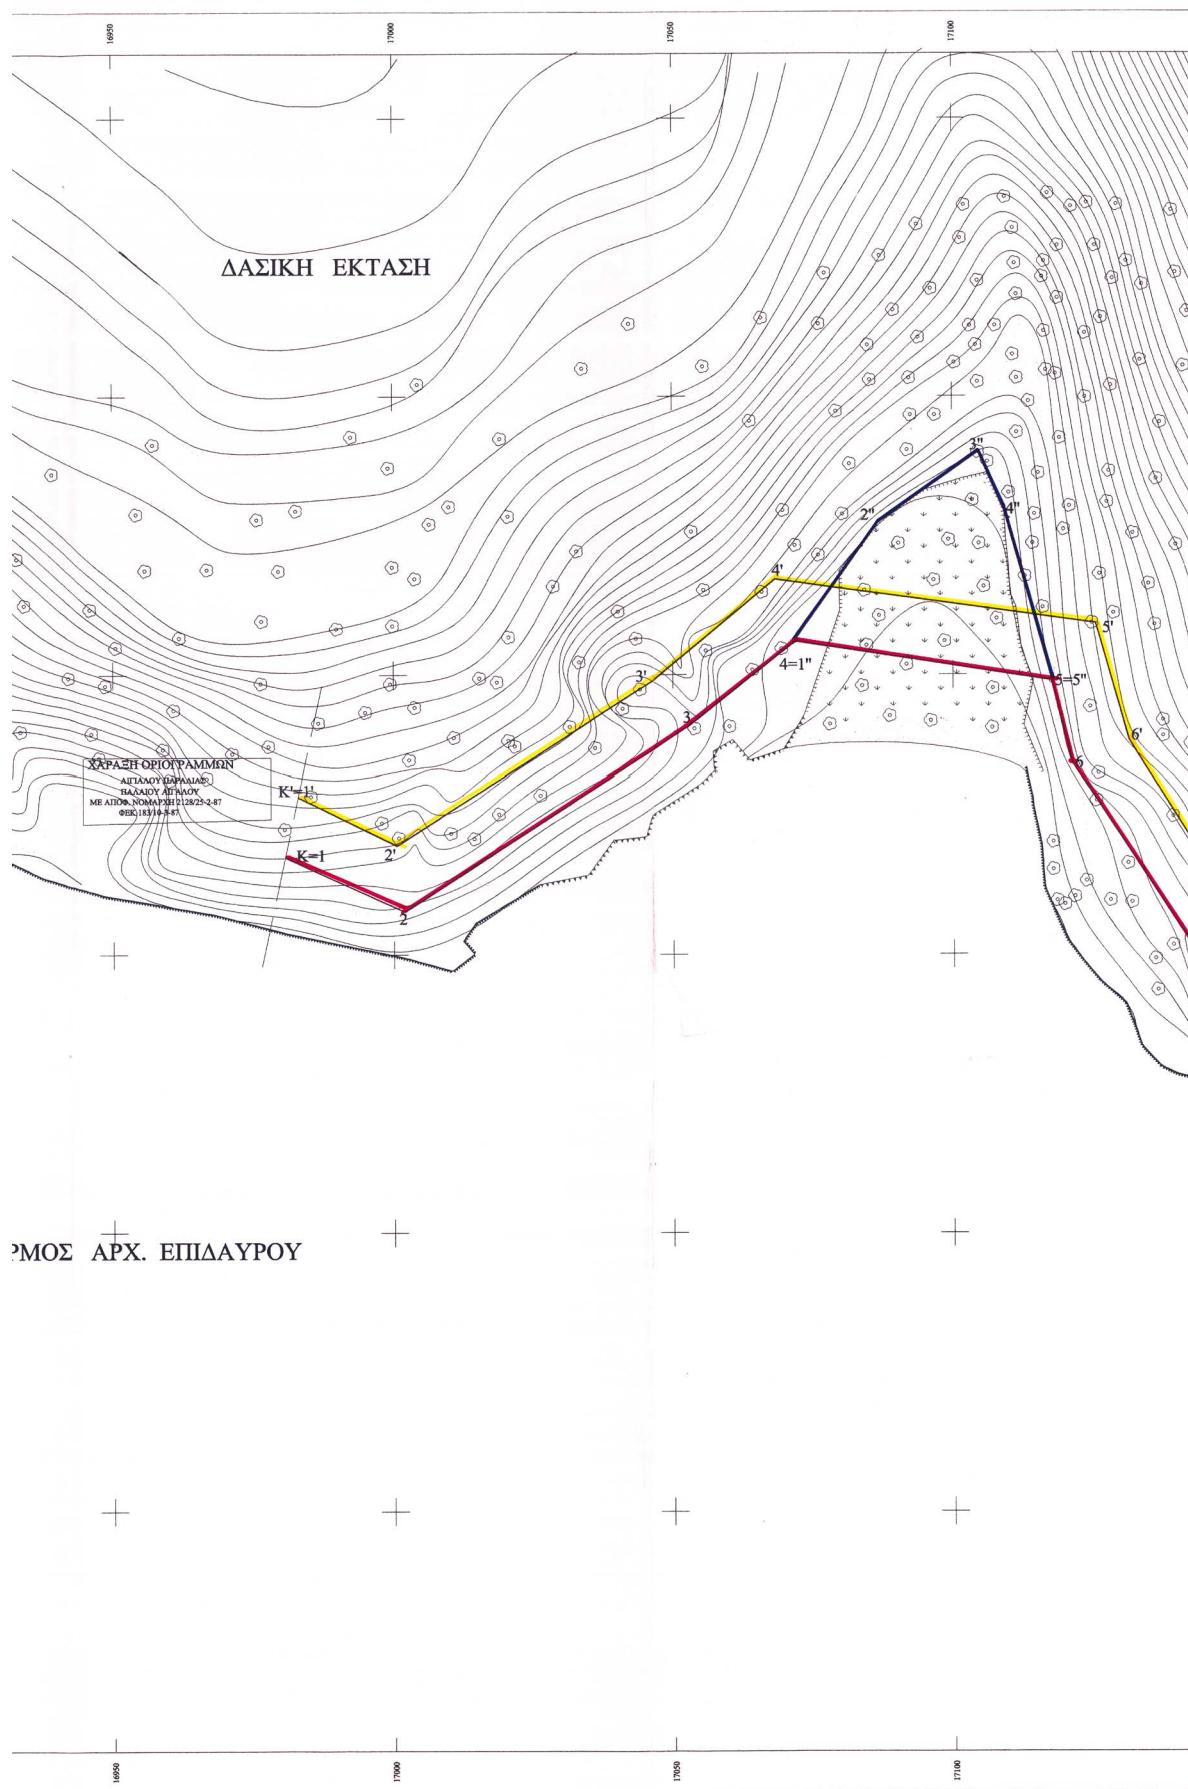 16950 17000 17050 17100
ΔΑΣΙΚΗ ΕΚΤΑΣΗ
3"
2" 4"
4'
5'
3' 4=1" 5=5"
3
6'
6
ΧΑΡΑΞΗ ΟΡΙΟΓΡΑΜΜΩΝ
ΑΙΓΙΑΛΟΥ ΠΑΡΑΛΙΑΣ
ΠΑΛΑΙΟΥ ΑΙΓΙΑΛΟΥ
ΜΕ ΑΠΟΦ. ΝΟΜΑΡΧΗ 2128/25-2-87
ΦΕΚ 183/10-3-87
K'=1'
2'
K=1
2
ΡΜΟΣ ΑΡΧ. ΕΠΙΔΑΥΡΟΥ
16950 17000 17050 17100